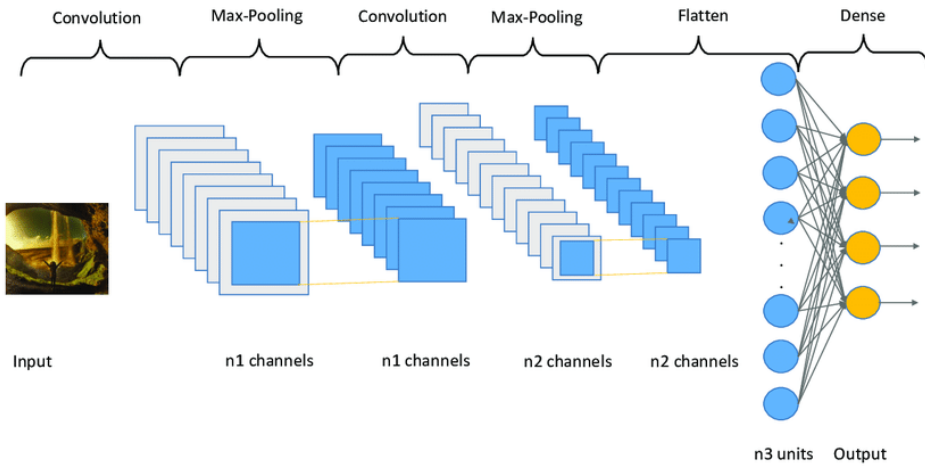 Convolution Max-Pooling Convolution Max-Pooling Flatten Dense
Input n1 channels n1 channels n2 channels n2 channels
n3 units Output